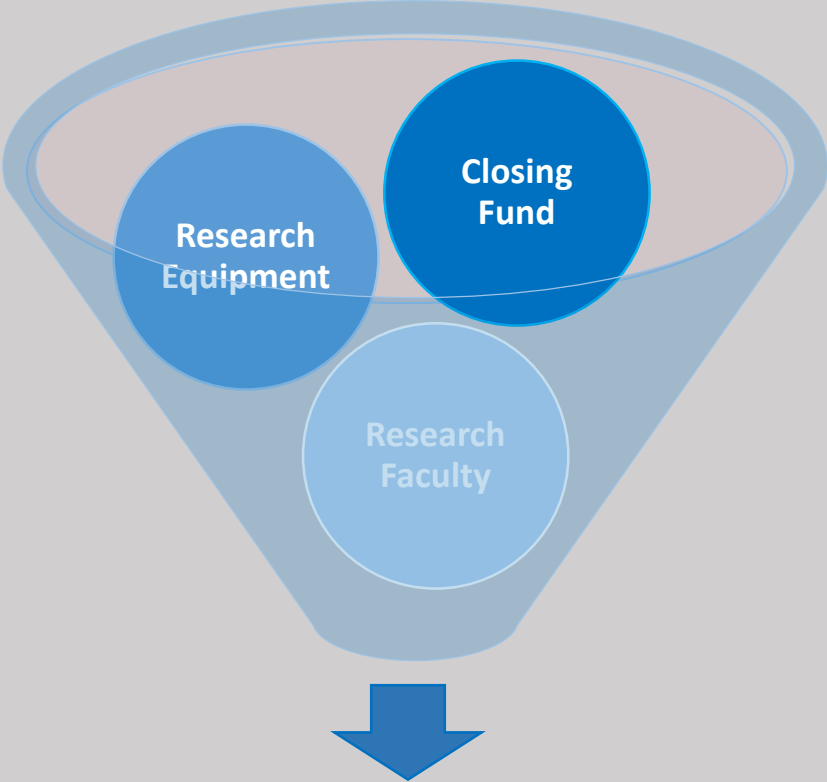 Closing
Fund
Research
Equipment
Research
Faculty